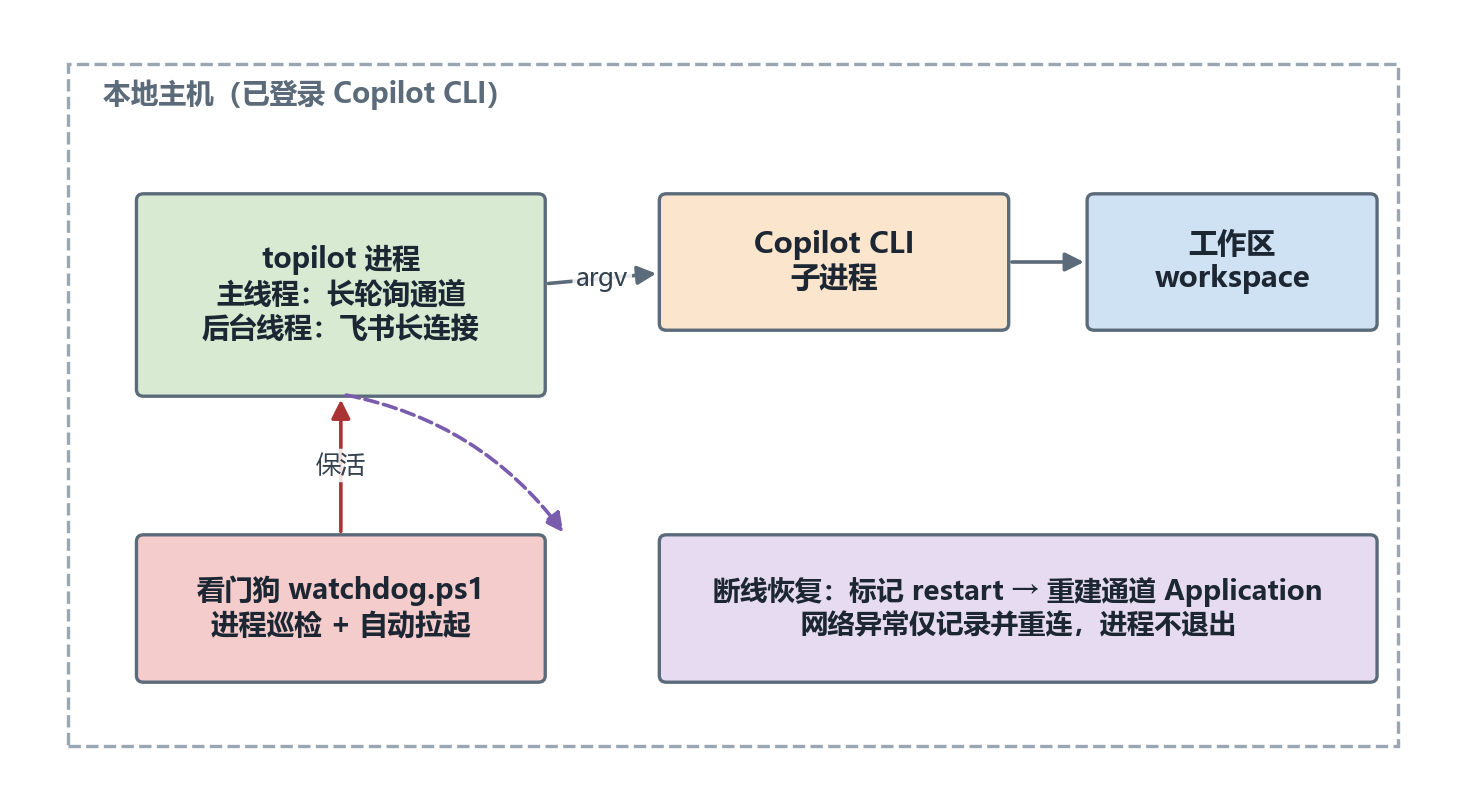 本地主机（已登录 Copilot CLI）
topilot 进程
主线程：长轮询通道
后台线程：飞书长连接
argv
Copilot CLI
子进程
工作区
workspace
保活
看门狗 watchdog.ps1
进程巡检 + 自动拉起
断线恢复：标记 restart → 重建通道 Application
网络异常仅记录并重连，进程不退出